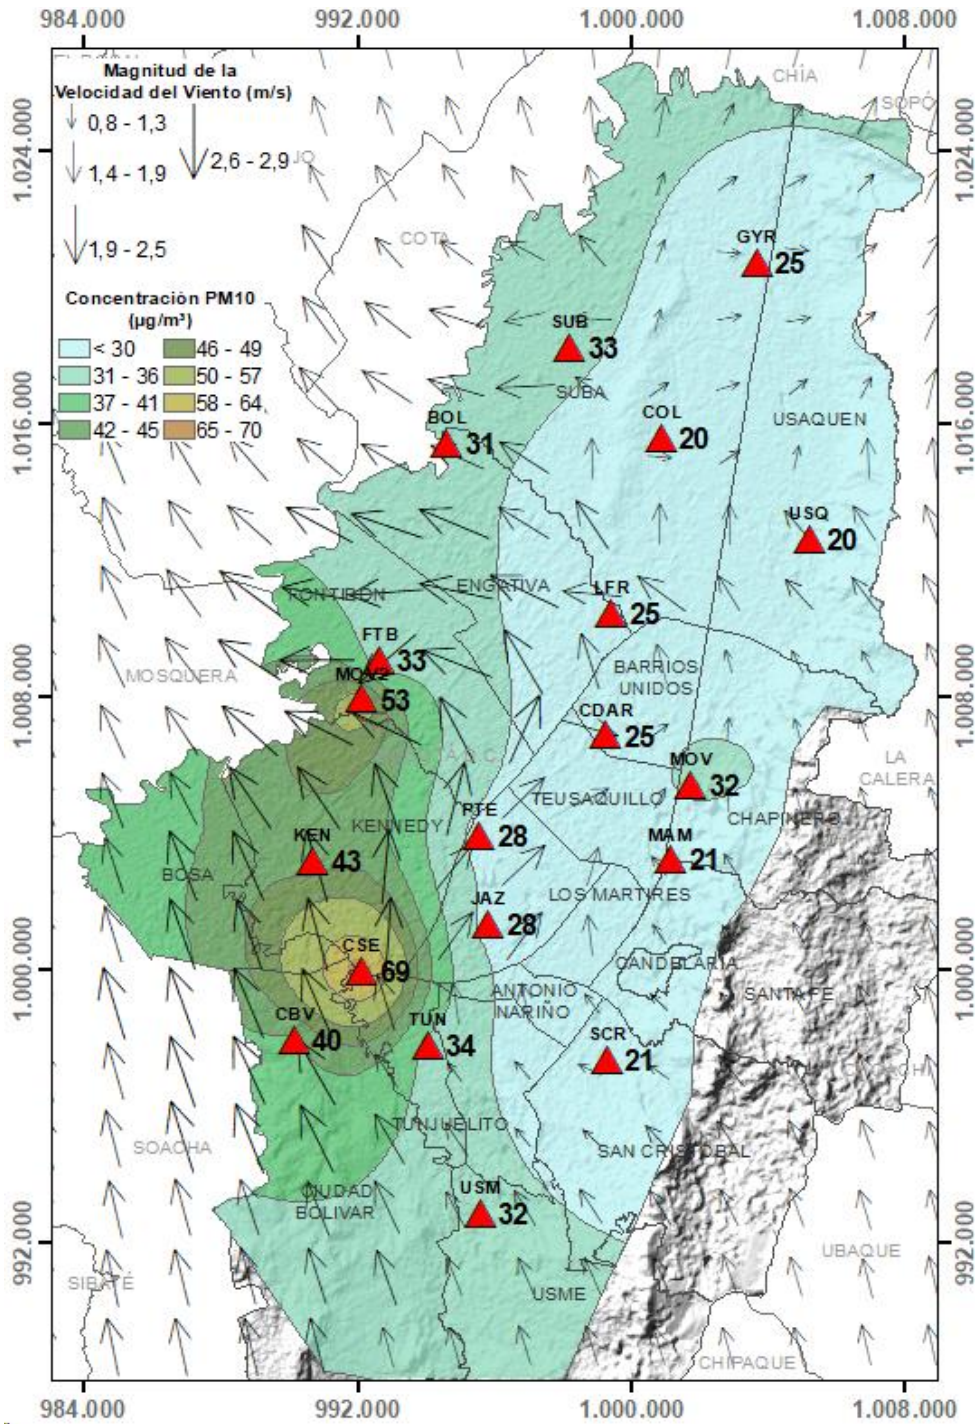 984.000 992.000 1.000.000 1.008.000
Magnitud de la
Velocidad del Viento (m/s)
0,8 - 1,3
1,4 - 1,9
2,6 - 2,9
1,9 - 2,5
Concentración PM10
(µg/m³)
< 30 46 - 49
31 - 36 50 - 57
37 - 41 58 - 64
42 - 45 65 - 70
1.024.000
1.016.000
1.008.000
1.000.000
992.000
CHÍA
SOPÓ
COTA
GYR
25
SUB
33
SUBA
BOL
31
COL
20
USAQUEN
USQ
20
ENGATIVA
FONTIBON
LFR
25
FTB
33
MOSQUERA
MOV2
53
BARRIOS
UNIDOS
CDAR
25
MOV
32
LA
CALERA
TEUSAQUILLO
CHAPINERO
PTE
28
KENNEDY
KEN
43
MAM
21
BOSA
LOS MARTIRES
JAZ
28
CSE
69
CANDELARIA
SANTA FE
ANTONIO
NARIÑO
CBV
40
TUN
34
SCR
21
TUNJUELITO
SOACHA
SAN CRISTOBAL
CIUDAD
BOLIVAR
USM
32
UBAQUE
SIBATÉ
USME
CHIPAQUE
1.024.000
1.016.000
1.008.000
1.000.000
992.000
984.000 992.000 1.000.000 1.008.000